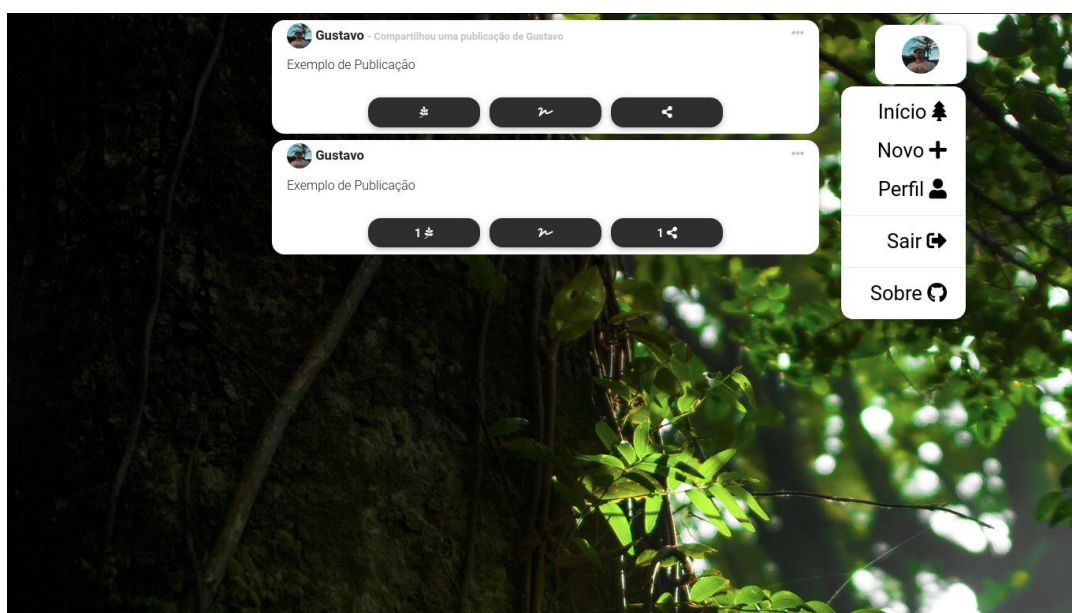 Gustavo - Compartilhou uma publicação de Gustavo
Exemplo de Publicação
Gustavo
Exemplo de Publicação
1
1
Início
Novo
Perfil
Sair
Sobre